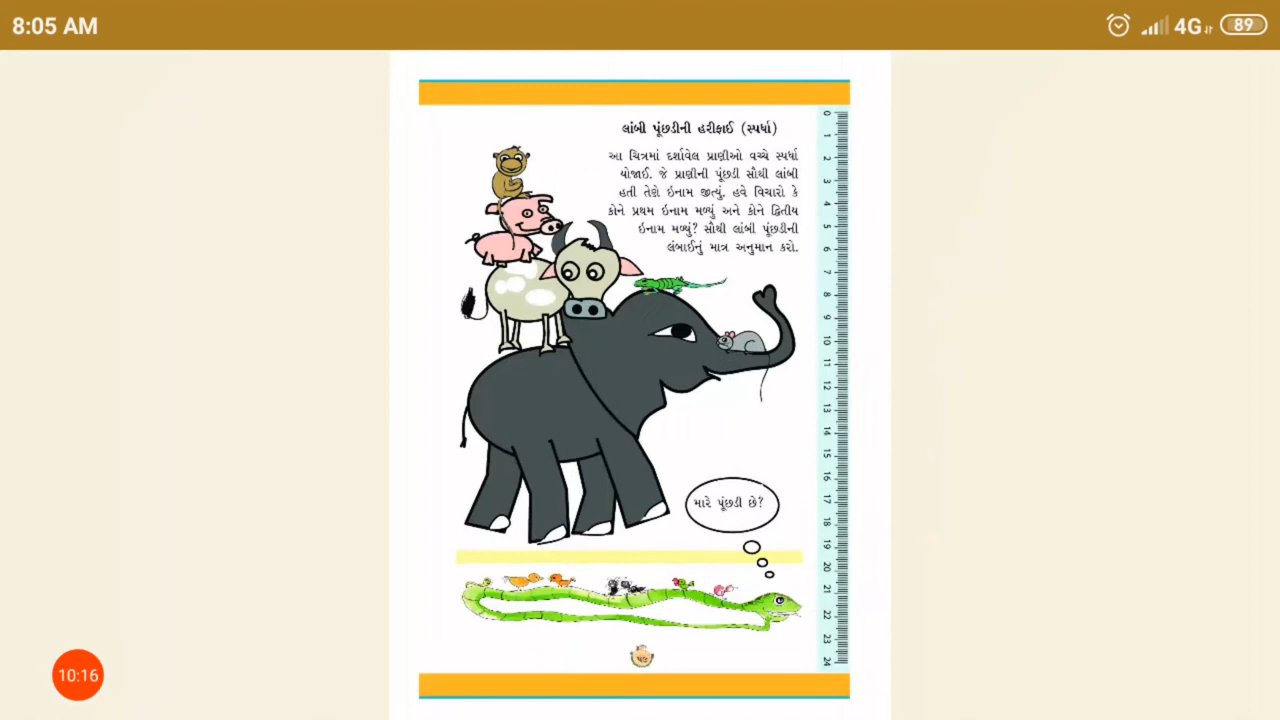 8:05 AM
4G
89
લાંબી પૂંછડીની હરીફાઈ (સ્પર્ધા)
આ ચિત્રમાં દર્શાવેલ પ્રાણીઓ વચ્ચે સ્પર્ધા
યોજાઈ. જે પ્રાણીની પૂંછડી સૌથી લાંબી
હતી તેણે ઇનામ જીત્યું. હવે વિચારો કે
કોને પ્રથમ ઇનામ મળ્યું અને કોને દ્વિતીય
ઇનામ મળ્યું? સૌથી લાંબી પૂંછડીની
લંબાઈનું માત્ર અનુમાન કરો.
0
1
2
3
4
5
6
7
8
9
10
11
12
13
14
15
16
17
18
19
20
21
22
23
24
મારે પૂંછડી છે?
10:16